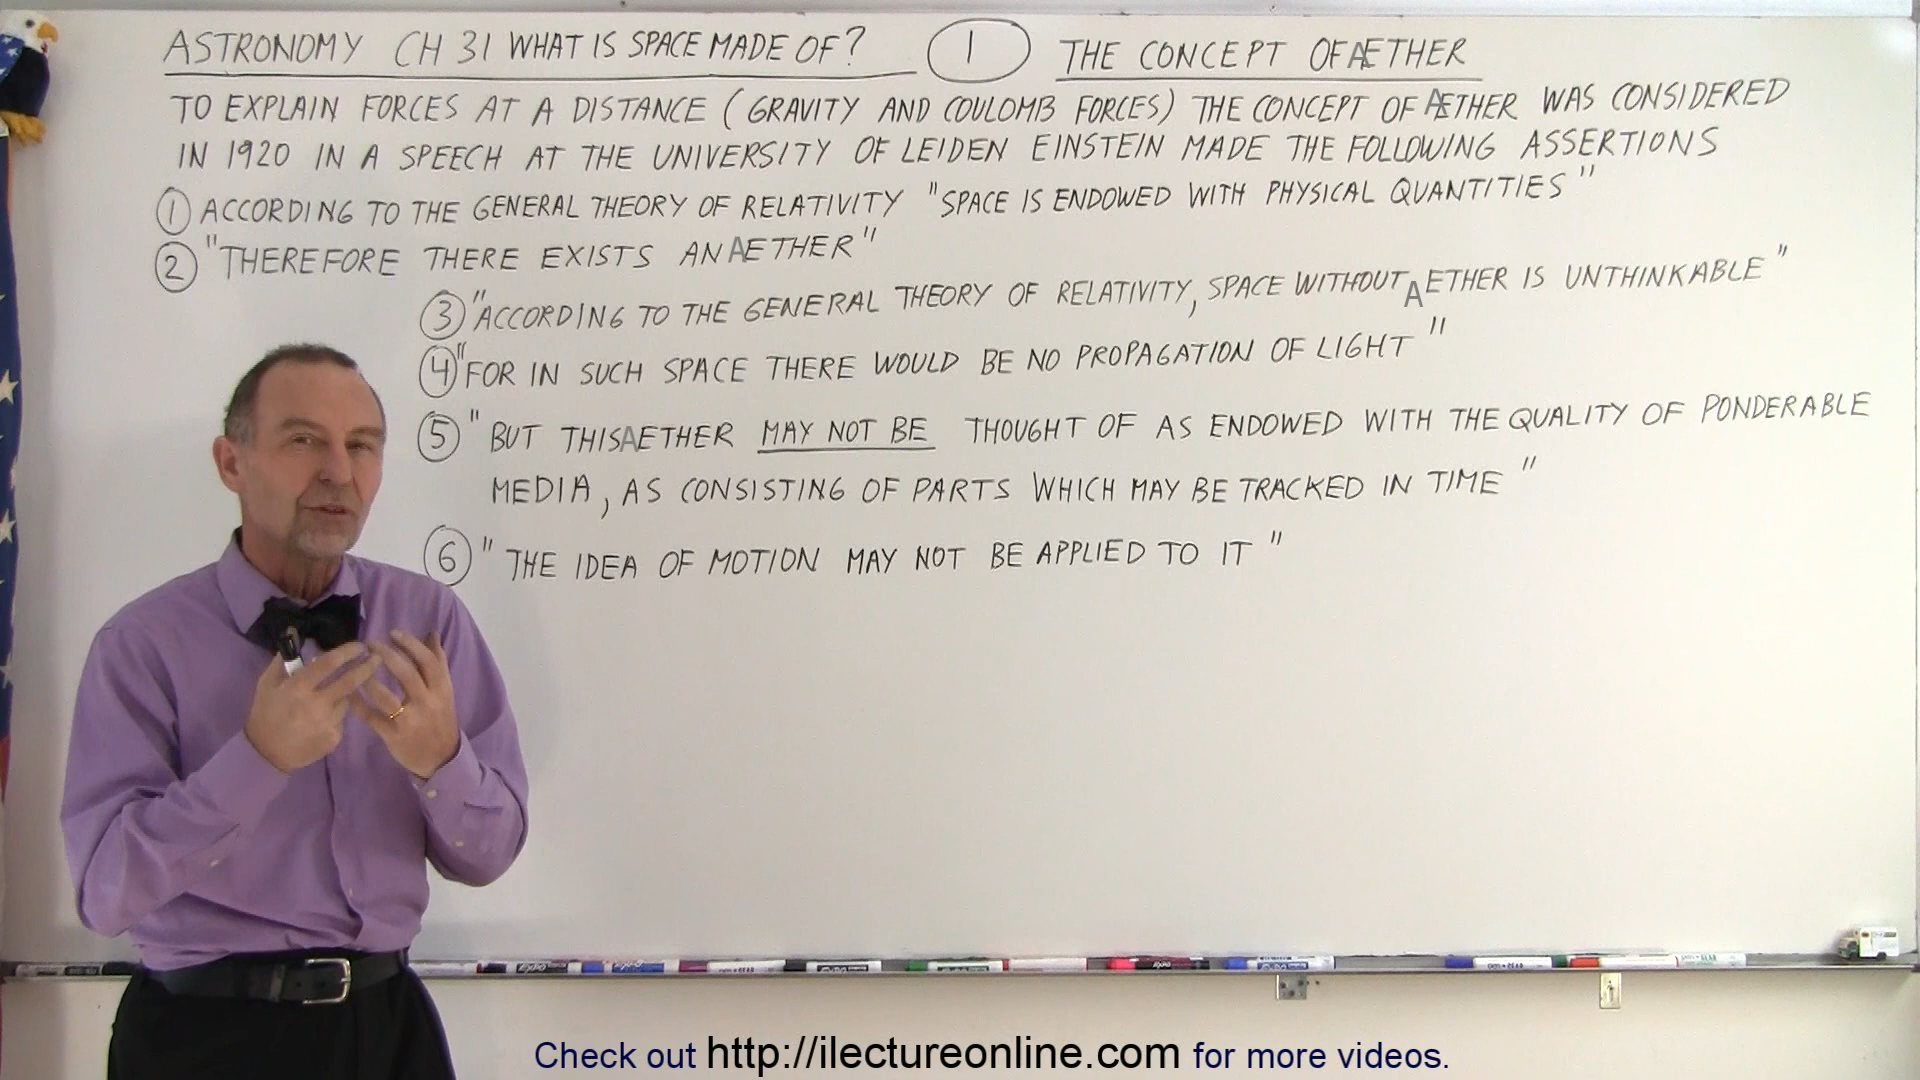 ASTRONOMY CH 31 WHAT IS SPACE MADE OF? 1 THE CONCEPT OF AETHER
TO EXPLAIN FORCES AT A DISTANCE (GRAVITY AND COULOMB FORCES) THE CONCEPT OF AETHER WAS CONSIDERED
IN 1920 IN A SPEECH AT THE UNIVERSITY OF LEIDEN EINSTEIN MADE THE FOLLOWING ASSERTIONS
1 ACCORDING TO THE GENERAL THEORY OF RELATIVITY "SPACE IS ENDOWED WITH PHYSICAL QUANTITIES"
2 "THEREFORE THERE EXISTS AN AETHER"
3 "ACCORDING TO THE GENERAL THEORY OF RELATIVITY, SPACE WITHOUT AETHER IS UNTHINKABLE"
4 "FOR IN SUCH SPACE THERE WOULD BE NO PROPAGATION OF LIGHT"
5 "BUT THIS AETHER MAY NOT BE THOUGHT OF AS ENDOWED WITH THE QUALITY OF PONDERABLE
MEDIA, AS CONSISTING OF PARTS WHICH MAY BE TRACKED IN TIME"
6 "THE IDEA OF MOTION MAY NOT BE APPLIED TO IT"
Check out http://ilectureonline.com for more videos.